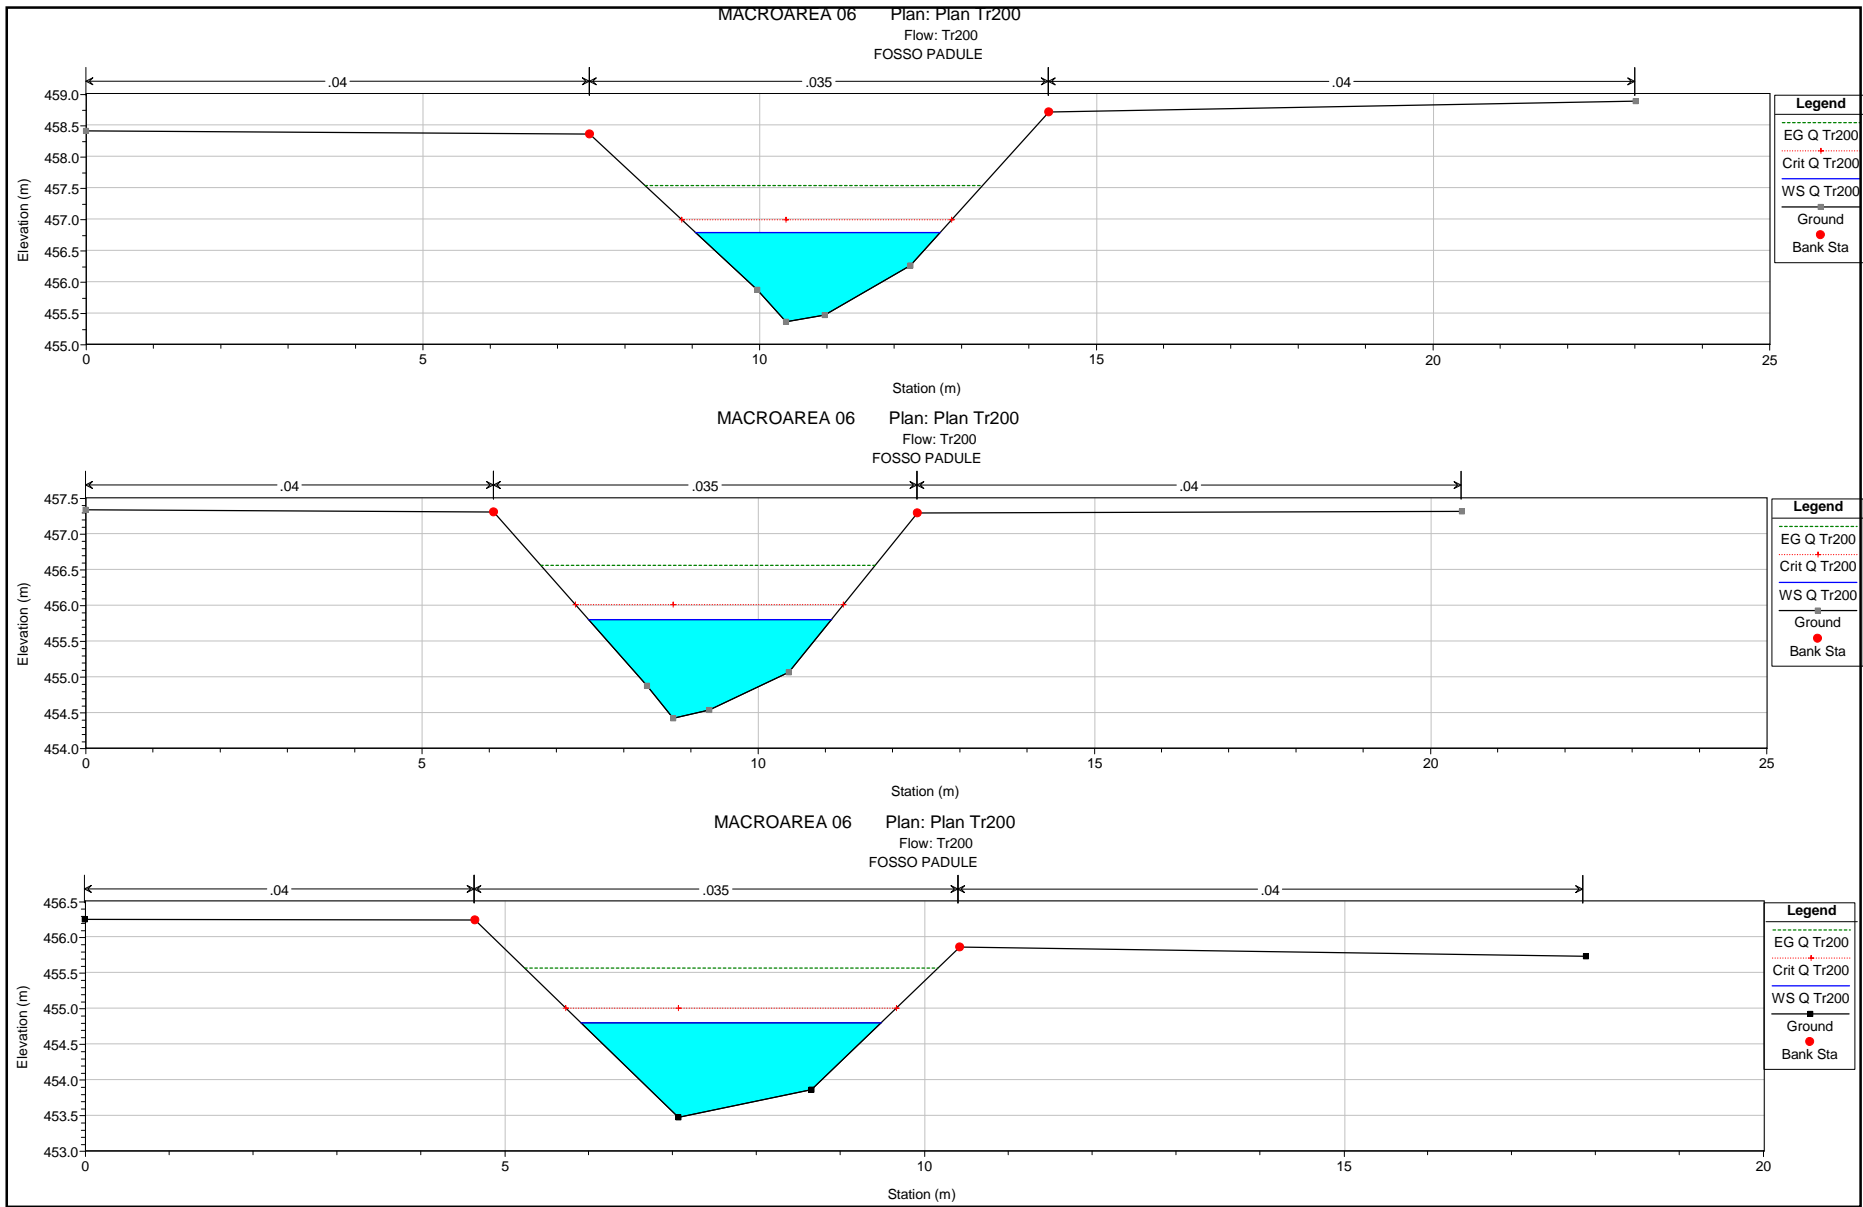 MACROAREA 06 Plan: Plan Tr200
Flow: Tr200
FOSSO PADULE
.04 .035 .04
459.0
458.5
458.0
457.5
457.0
456.5
456.0
455.5
455.0
Elevation (m)
0 5 10 15 20 25
Station (m)
Legend
EG Q Tr200
Crit Q Tr200
WS Q Tr200
Ground
Bank Sta
MACROAREA 06 Plan: Plan Tr200
Flow: Tr200
FOSSO PADULE
.04 .035 .04
457.5
457.0
456.5
456.0
455.5
455.0
454.5
454.0
Elevation (m)
0 5 10 15 20 25
Station (m)
Legend
EG Q Tr200
Crit Q Tr200
WS Q Tr200
Ground
Bank Sta
MACROAREA 06 Plan: Plan Tr200
Flow: Tr200
FOSSO PADULE
.04 .035 .04
456.5
456.0
455.5
455.0
454.5
454.0
453.5
453.0
Elevation (m)
0 5 10 15 20
Station (m)
Legend
EG Q Tr200
Crit Q Tr200
WS Q Tr200
Ground
Bank Sta